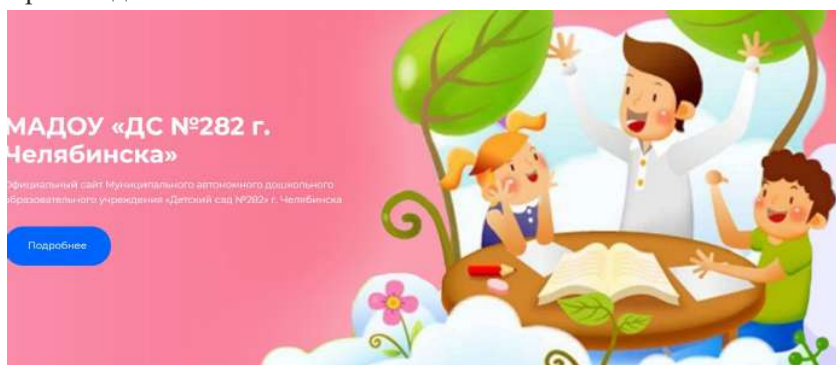 МАДОУ «ДС №282 г.
Челябинска»
Официальный сайт Муниципального автономного дошкольного
образовательного учреждения «Детский сад №282» г. Челябинска
Подробнее